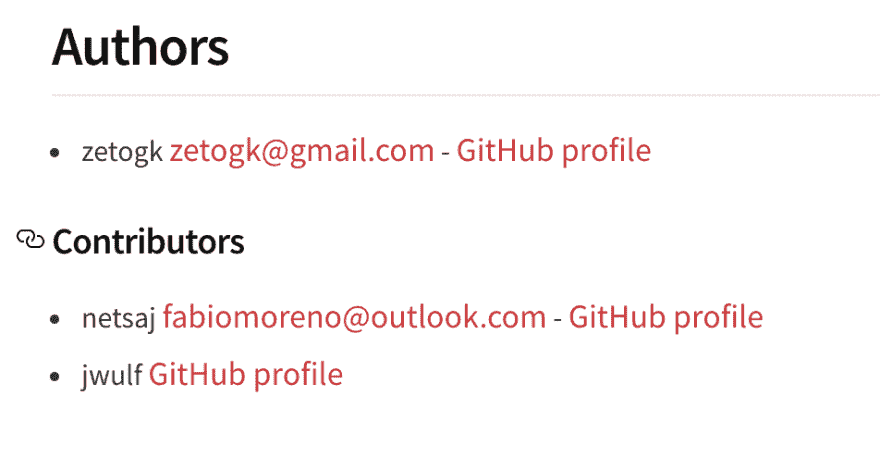 Authors
zetogk zetogk@gmail.com - GitHub profile
Contributors
netsaj fabiomoreno@outlook.com - GitHub profile
jwulf GitHub profile